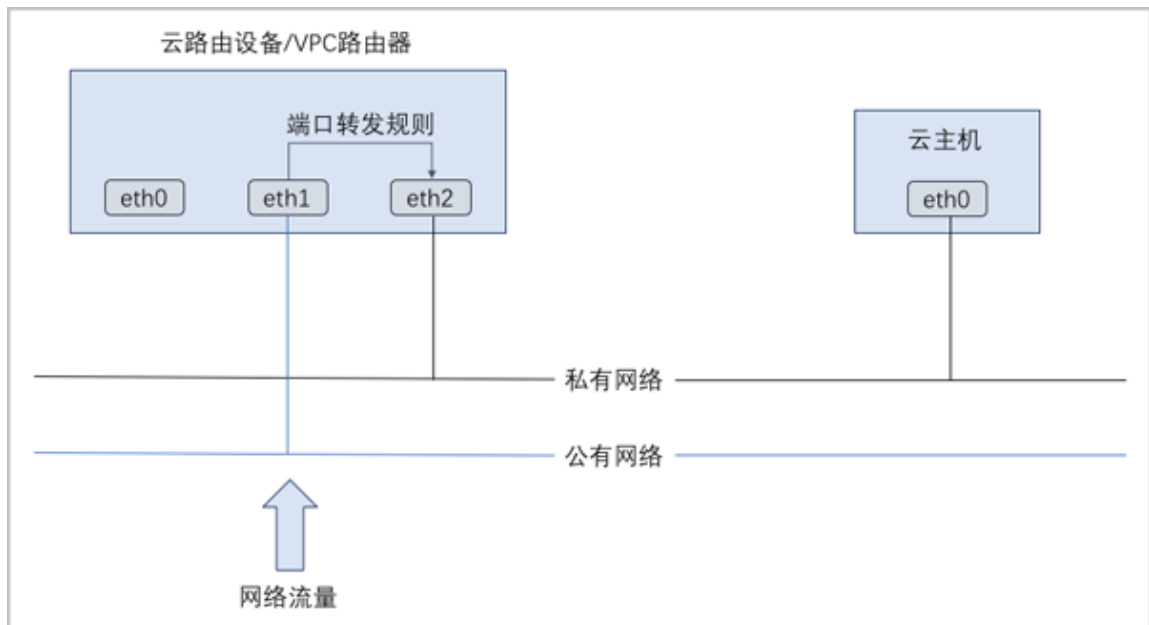 云路由设备/VPC路由器
端口转发规则
云主机
eth0
eth1
eth2
eth0
私有网络
公有网络
网络流量